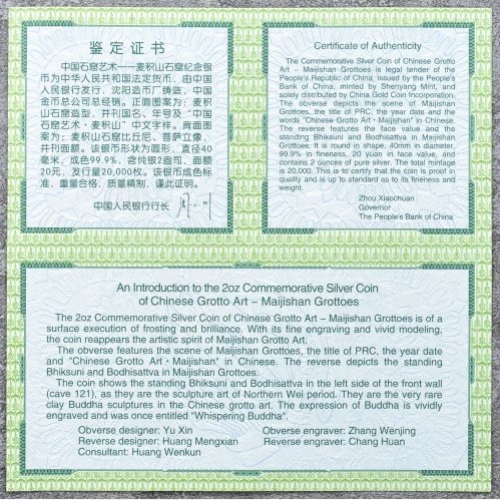 鉴定证书
中国石窟艺术——麦积山石窟纪念银
币为中华人民共和国法定货币，由中国
人民银行发行，沈阳造币厂铸造，中国
金币总公司总经销。正面图案为：麦积
山石窟造型，并刊国名、年号及“中
国石窟艺术·麦积山”中文字样。背面图
案为：麦积山石窟比丘尼、菩萨立像，
并刊面额。该银币形状为圆形，直径40
毫米，成色99.9%，含纯银2盎司，面额
20元，发行量20,000枚。该银币成色标
准，重量合格，质量精制，谨此证明。
中国人民银行行长
Certificate of Authenticity
The Commemorative Silver Coin of Chinese Grotto
Art – Maijishan Grottoes is legal tender of the
People's Republic of China, issued by the People's
Bank of China, minted by Shenyang Mint, and
solely distributed by China Gold Coin Incorporation.
The obverse depicts the scene of Maijishan
Grottoes, title of PRC, the year date and the
words "Chinese Grotto Art • Maijishan" in Chinese.
The reverse features the face value and the
standing Bhiksuni and Bodhisattva in Maijishan
Grottoes. It is round in shape, 40mm in diameter,
99.9% in fineness, 20 yuan in face value, and
contains 2 ounces of pure silver. The total mintage
is 20,000. This is to certify that the coin is proof in
quality and is up to standard as to its fineness and
weight.
Zhou Xiaochuan
Governor
The People's Bank of China
An Introduction to the 2oz Commemorative Silver Coin
of Chinese Grotto Art – Maijishan Grottoes
The 2oz Commemorative Silver Coin of Chinese Grotto Art – Maijishan Grottoes is of a
surface execution of frosting and brilliance. With its fine engraving and vivid modeling,
the coin reappears the artistic spirit of Maijishan Grotto Art.
The obverse features the scene of Maijishan Grottoes, the title of PRC, the year date
and "Chinese Grotto Art • Maijishan" in Chinese. The reverse depicts the standing
Bhiksuni and Bodhisattva in Maijishan Grottoes.
The coin shows the standing Bhiksuni and Bodhisattva in the left side of the front wall
(cave 121), as they are the sculpture art of Northern Wei period. They are the very rare
clay Buddha sculptures in the Chinese grotto art. The expression of Buddha is vividly
engraved and was once entitled "Whispering Buddha".
Obverse designer: Yu Xin Obverse engraver: Zhang Wenjing
Reverse designer: Huang Mengxian Reverse engraver: Chang Huan
Consultant: Huang Wenkun